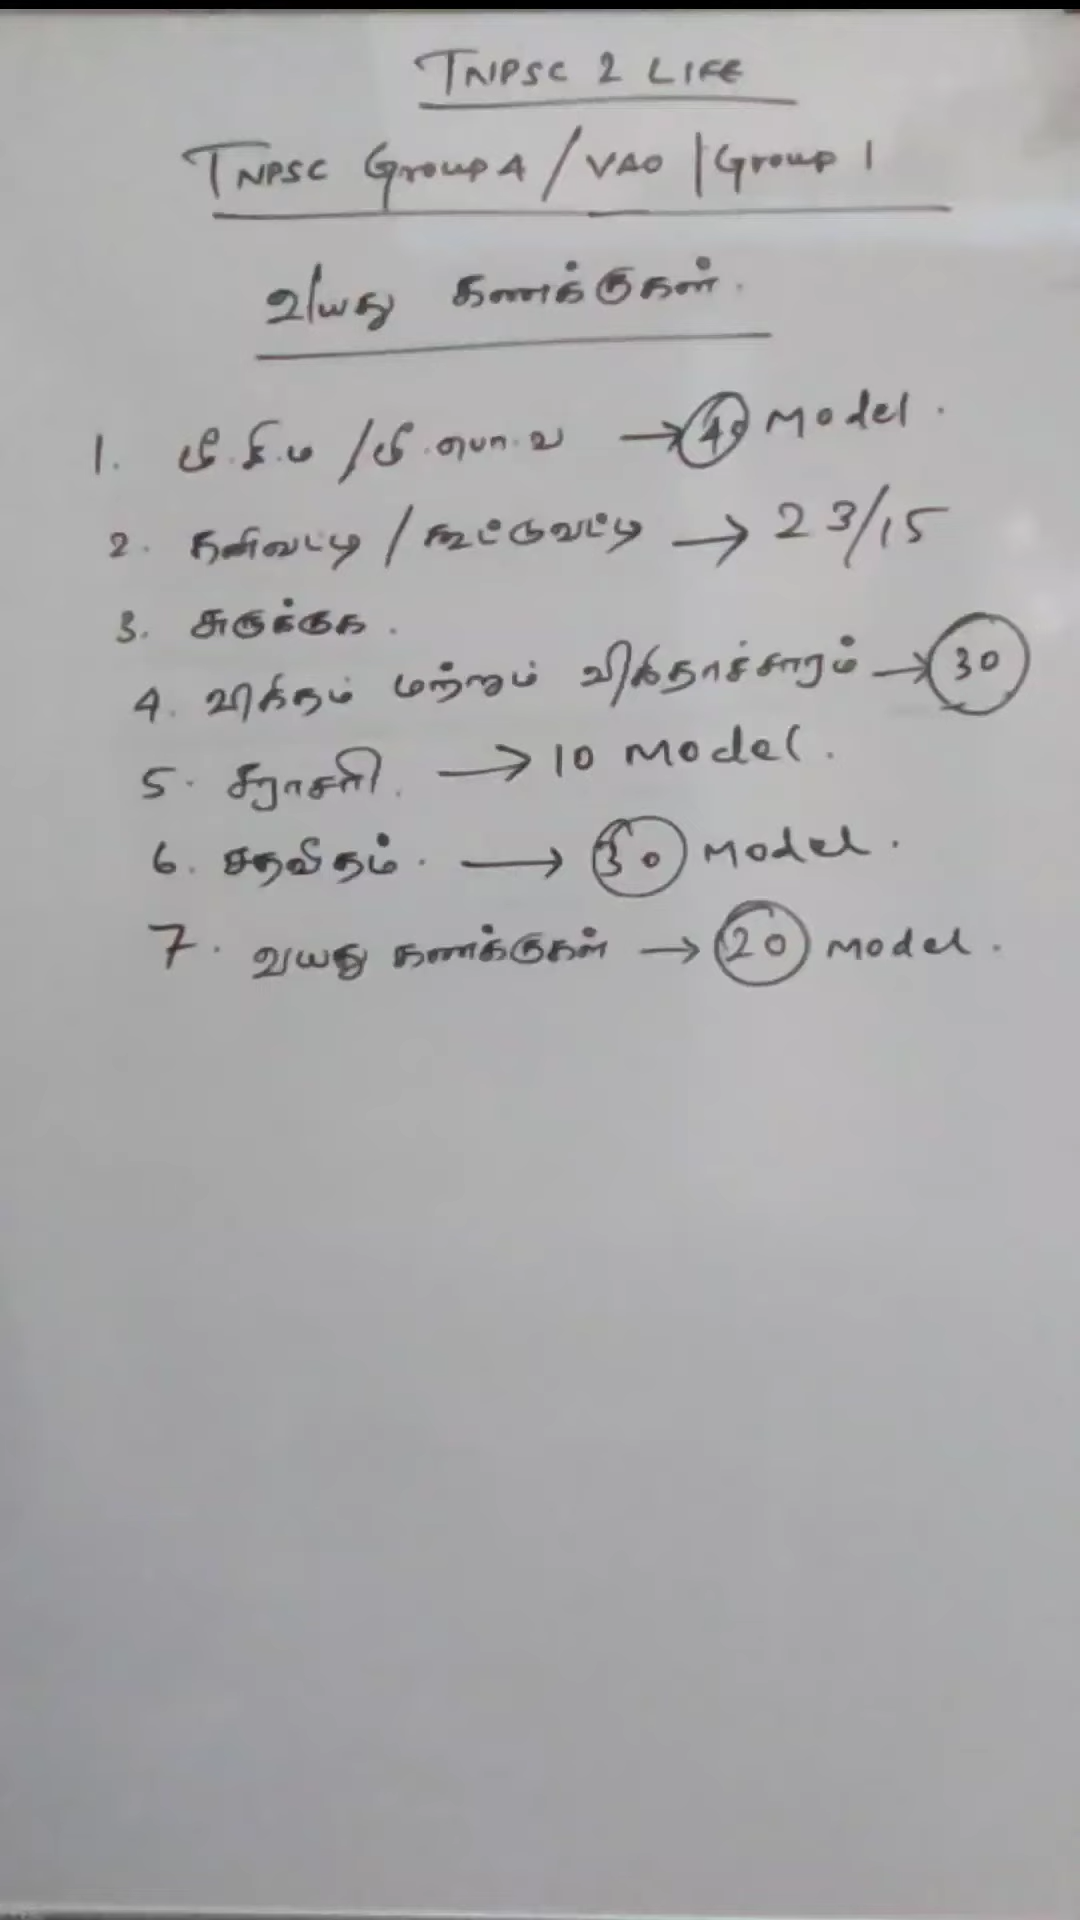 TNPSC 2 LIFE
TNPSC Group 4 / VAO | Group 1
வயது கணக்குகள்.
1. மீ.சி.ம / மீ.பொ.வ → 40 Model.
2. தனிவட்டி / கூட்டுவட்டி → 23/15
3. சுருக்குக.
4. விகிதம் மற்றும் விகிதாச்சாரம் → 30
5. சராசரி. → 10 Model.
6. சதவிதம். → 30 Model.
7. வயது கணக்குகள் → 20 Model.